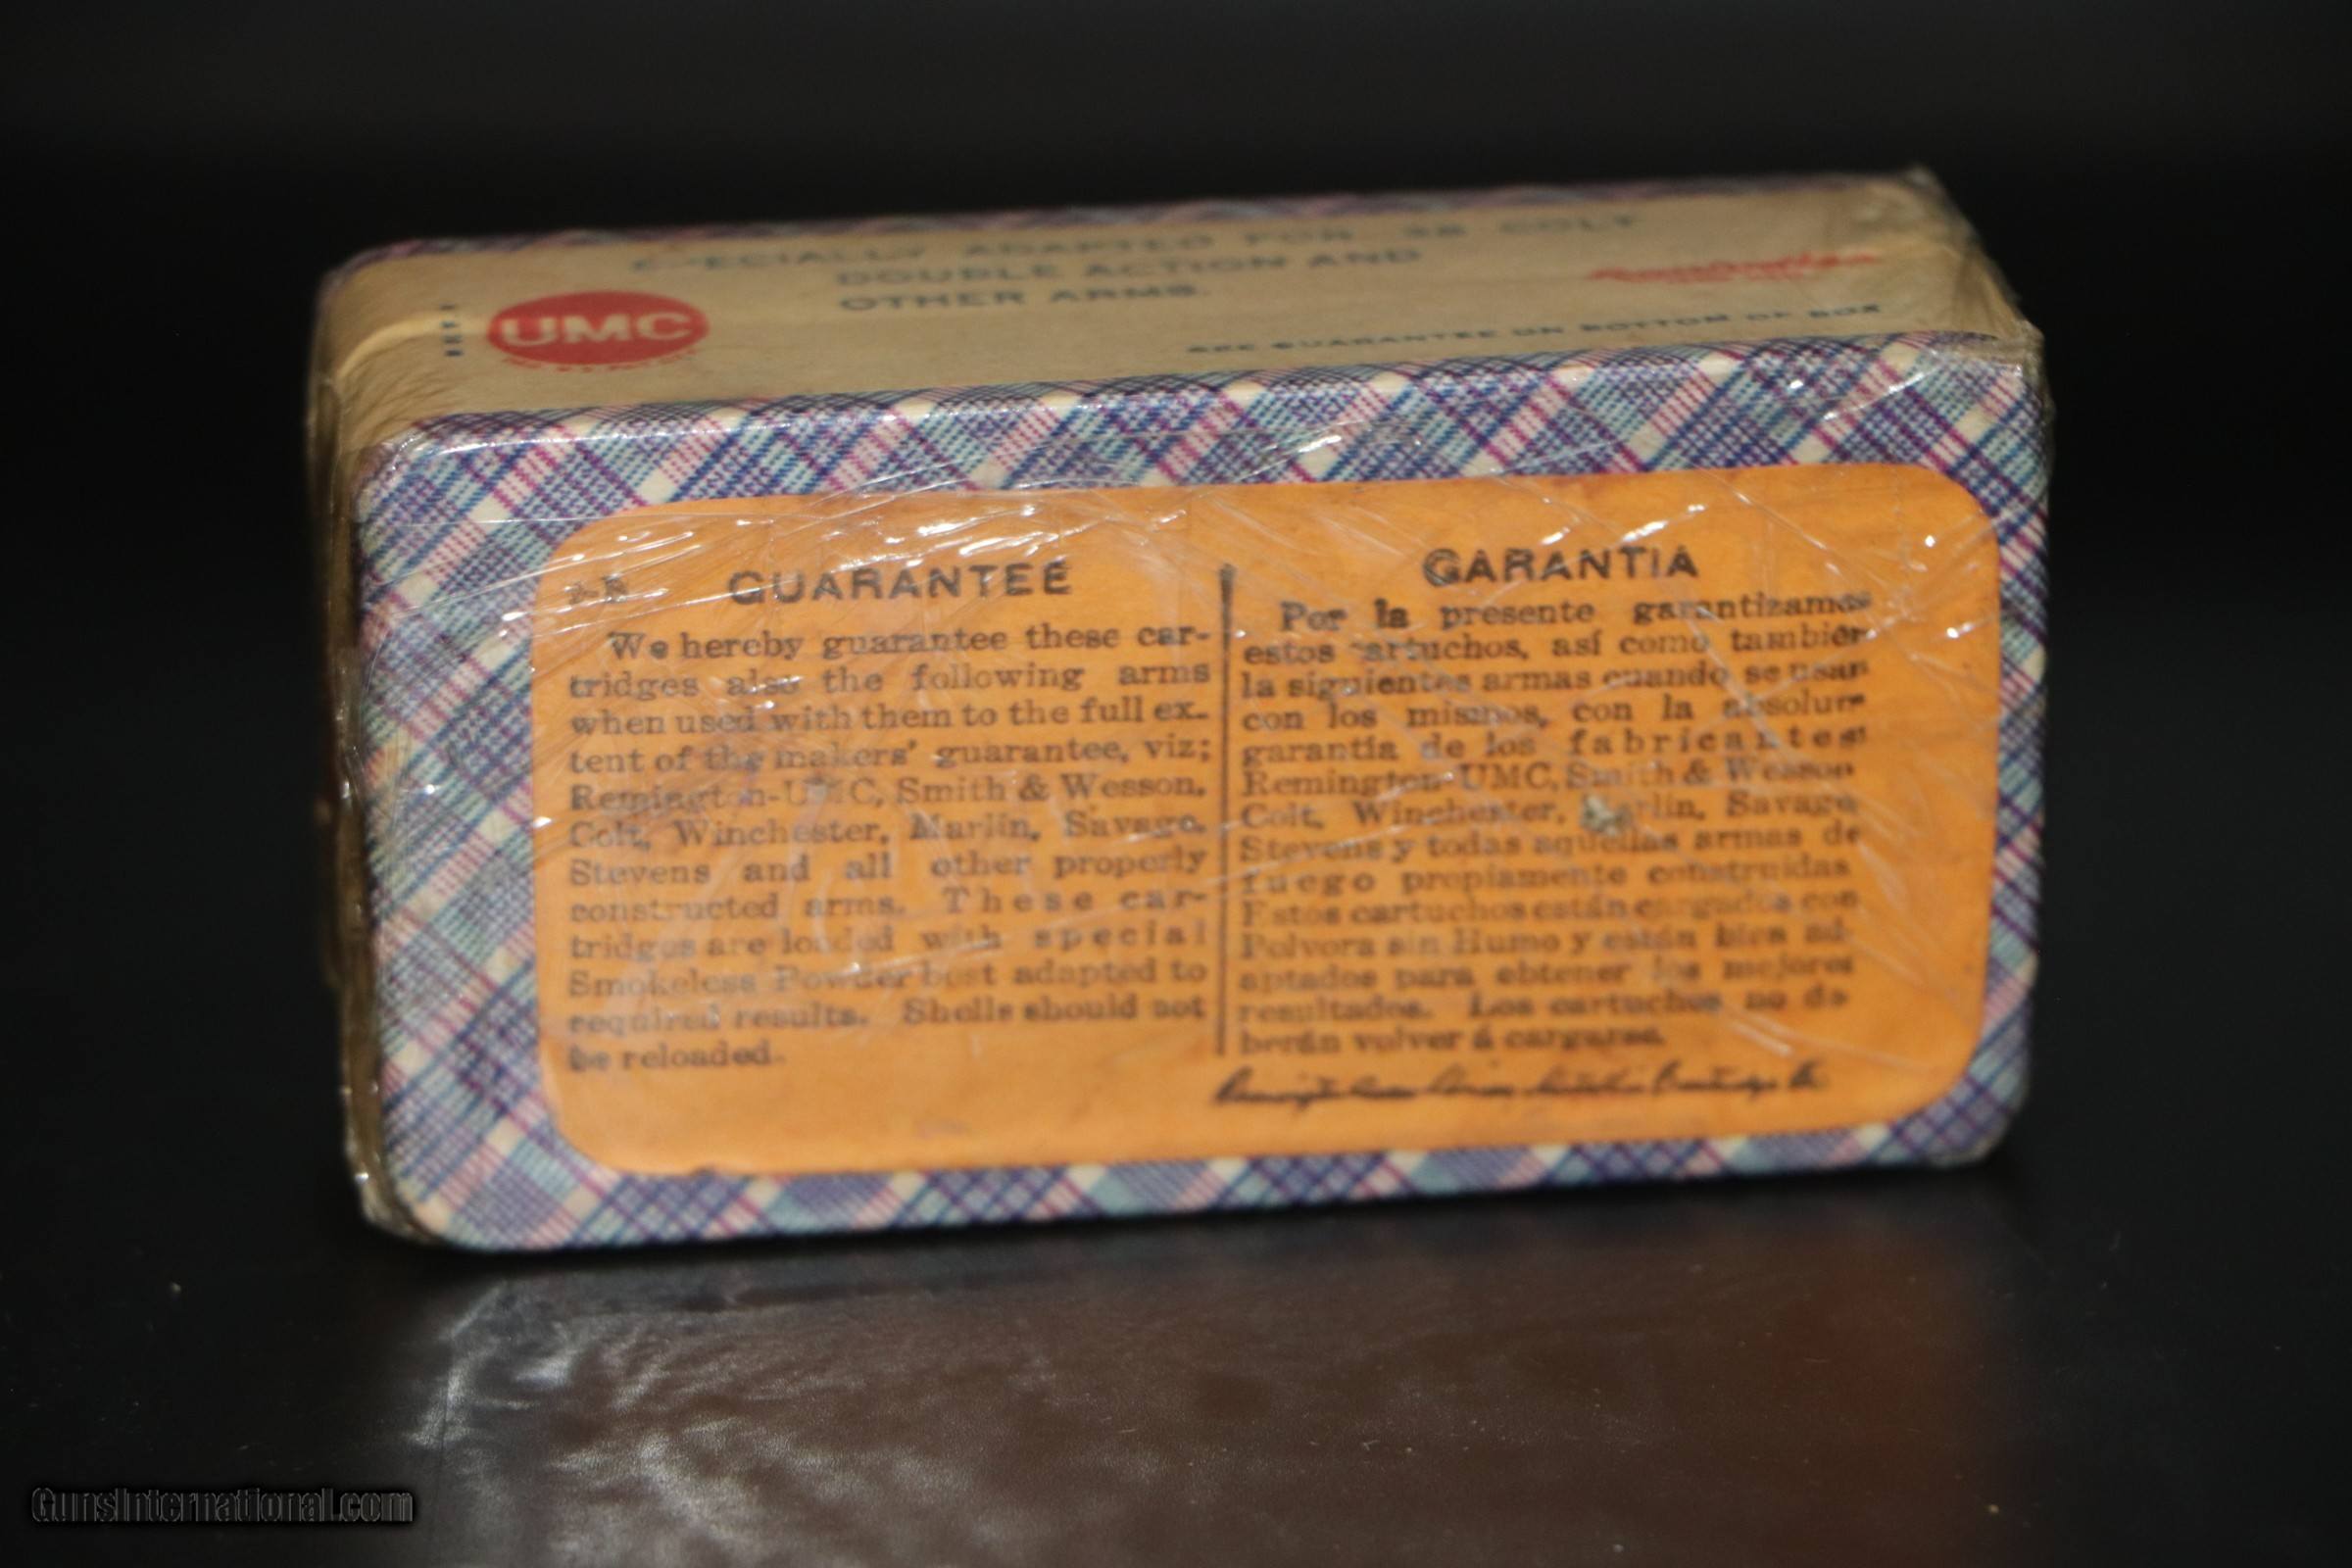 ADAPTED FOR 38 COLT
DOUBLE ACTION AND
OTHER ARMS.
UMC
SEE GUARANTEE ON BOTTOM OF BOX
GUARANTEE
We hereby guarantee these car-
tridges also the following arms
when used with them to the full ex-
tent of the makers' guarantee, viz;
Remington-UMC, Smith & Wesson,
Colt, Winchester, Marlin, Savage,
Stevens and all other properly
constructed arms. These car-
tridges are loaded with special
Smokeless Powder best adapted to
required results. Shells should not
be reloaded.
GARANTIA
Por la presente garantizamos
estos cartuchos, así como también
la siguientes armas cuando se usan
con los mismos, con la
garantía de los fabricantes
Remington-UMC, Smith & Wesson
Colt, Winchester, Marlin, Savage
Stevens y todas aquellas armas de
fuego propiamente construidas
Estos cartuchos están cargados con
Polvora sin Humo y están bien ad-
aptados para obtener los mejores
resultados. Los cartuchos no de
berán volver á cargarse.
GunsInternational.com